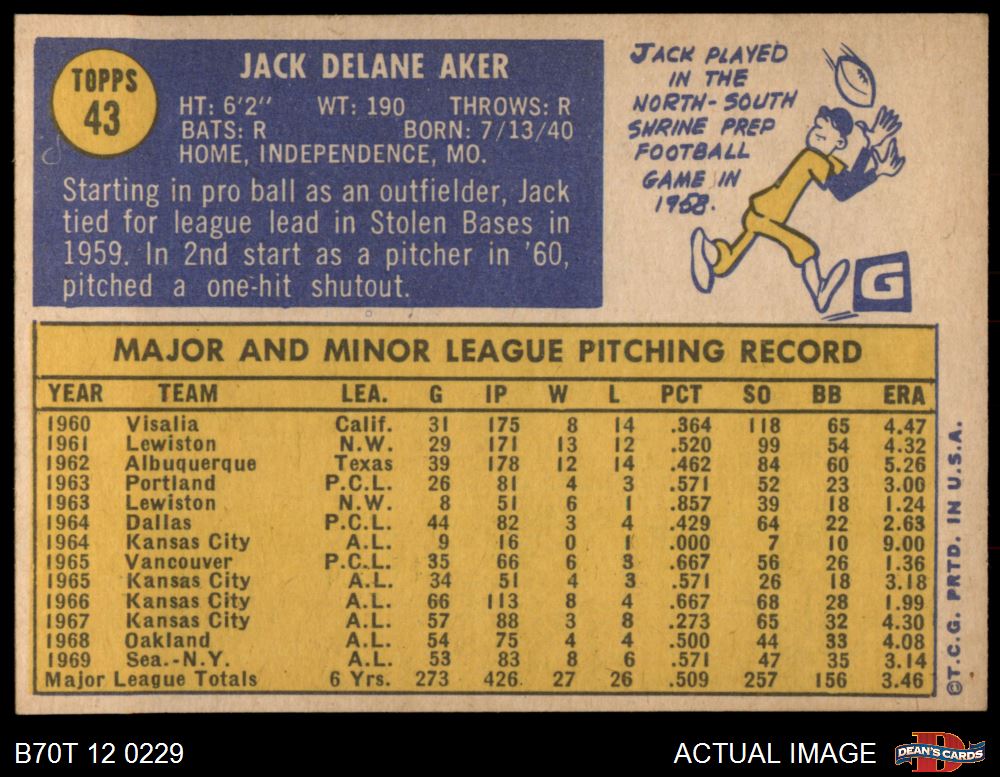 TOPPS
43
JACK DELANE AKER
HT: 6'2" WT: 190 THROWS: R
BATS: R BORN: 7/13/40
HOME, INDEPENDENCE, MO.
Starting in pro ball as an outfielder, Jack
tied for league lead in Stolen Bases in
1959. In 2nd start as a pitcher in '60,
pitched a one-hit shutout.
JACK PLAYED
IN THE
NORTH-SOUTH
SHRINE PREP
FOOTBALL
GAME IN
1958.
G
MAJOR AND MINOR LEAGUE PITCHING RECORD
YEAR TEAM LEA. G IP W L PCT SO BB ERA
1960 Visalia Calif. 31 175 8 14 .364 118 65 4.47
1961 Lewiston N.W. 29 171 13 12 .520 99 54 4.32
1962 Albuquerque Texas 39 178 12 14 .462 84 60 5.26
1963 Portland P.C.L. 26 81 4 3 .571 52 23 3.00
1963 Lewiston N.W. 8 51 6 1 .857 39 18 1.24
1964 Dallas P.C.L. 44 82 3 4 .429 64 22 2.63
1964 Kansas City A.L. 9 16 0 1 .000 7 10 9.00
1965 Vancouver P.C.L. 35 66 6 3 .667 56 26 1.36
1965 Kansas City A.L. 34 51 4 3 .571 26 18 3.18
1966 Kansas City A.L. 66 113 8 4 .667 68 28 1.99
1967 Kansas City A.L. 57 88 3 8 .273 65 32 4.30
1968 Oakland A.L. 54 75 4 4 .500 44 33 4.08
1969 Sea.-N.Y. A.L. 53 83 8 6 .571 47 35 3.14
Major League Totals 6 Yrs. 273 426 27 26 .509 257 156 3.46
©T.C.G. PRTD. IN U.S.A.
B70T 12 0229
ACTUAL IMAGE
DEAN'S CARDS